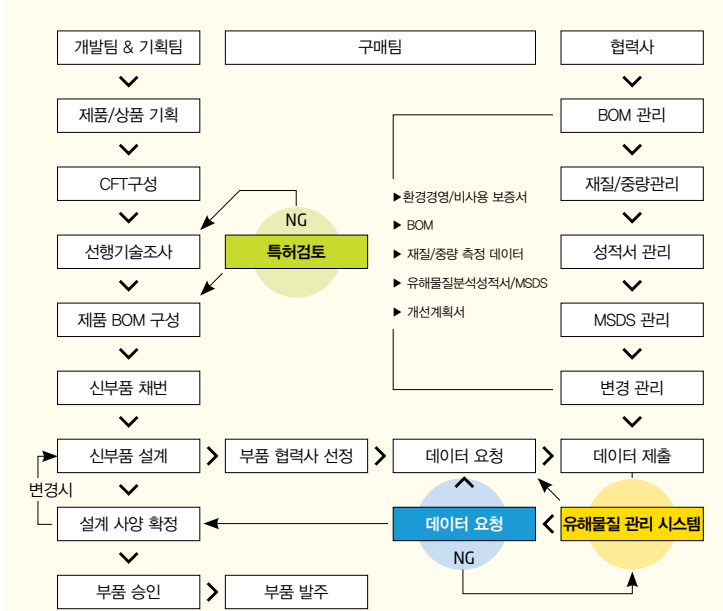 개발팀 & 기획팀
구매팀
협력사
제품/상품 기획
BOM 관리
CFT구성
재질/중량관리
▶환경경영/비사용 보증서
NG
▶ BOM
선행기술조사
특허검토
▶ 재질/중량 측정 데이터
성적서 관리
▶ 유해물질분석성적서/MSDS
▶ 개선계획서
제품 BOM 구성
MSDS 관리
신부품 채번
변경 관리
신부품 설계
부품 협력사 선정
데이터 요청
데이터 제출
변경시
설계 사양 확정
데이터 요청
유해물질 관리 시스템
NG
부품 승인
부품 발주